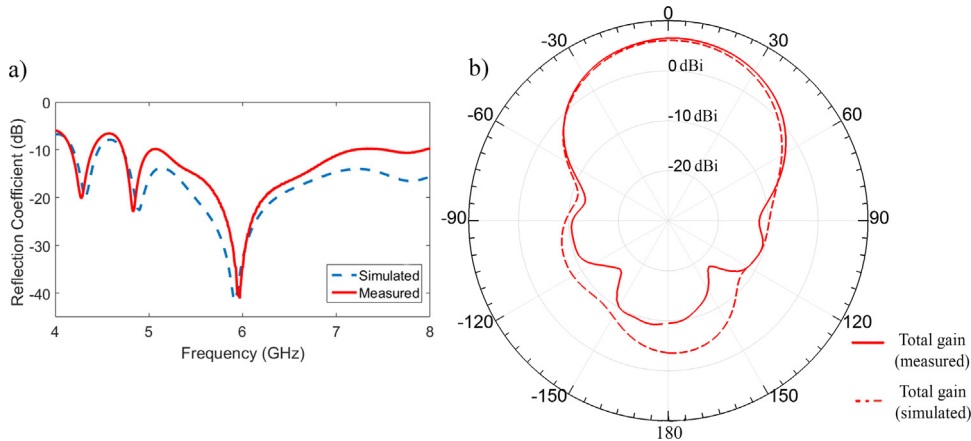 a)
0
-10
-20
-30
-40
Reflection Coefficient (dB)
4
5
6
7
8
Frequency (GHz)
Simulated
Measured
b)
0
30
60
90
120
150
180
-150
-120
-90
-60
-30
0 dBi
-10 dBi
-20 dBi
Total gain
(measured)
Total gain
(simulated)